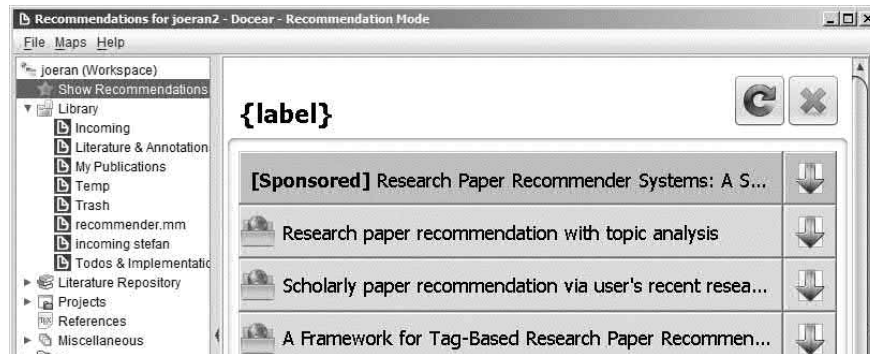 Recommendations for joeran2 - Docear - Recommendation Mode
File Maps Help
joeran (Workspace)
Show Recommendations
Library
Incoming
Literature & Annotation
My Publications
Temp
Trash
recommender.mm
incoming stefan
Todos & Implementatio
Literature Repository
Projects
References
Miscellaneous
{label}
[Sponsored] Research Paper Recommender Systems: A S...
Research paper recommendation with topic analysis
Scholarly paper recommendation via user's recent resea...
A Framework for Tag-Based Research Paper Recommen...